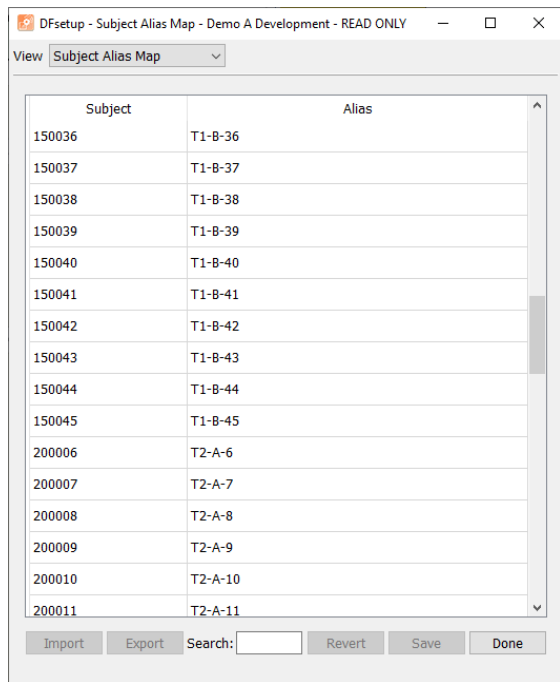 DFsetup - Subject Alias Map - Demo A Development - READ ONLY
View Subject Alias Map
Subject Alias
150036 T1-B-36
150037 T1-B-37
150038 T1-B-38
150039 T1-B-39
150040 T1-B-40
150041 T1-B-41
150042 T1-B-42
150043 T1-B-43
150044 T1-B-44
150045 T1-B-45
200006 T2-A-6
200007 T2-A-7
200008 T2-A-8
200009 T2-A-9
200010 T2-A-10
200011 T2-A-11
Import Export Search: Revert Save Done